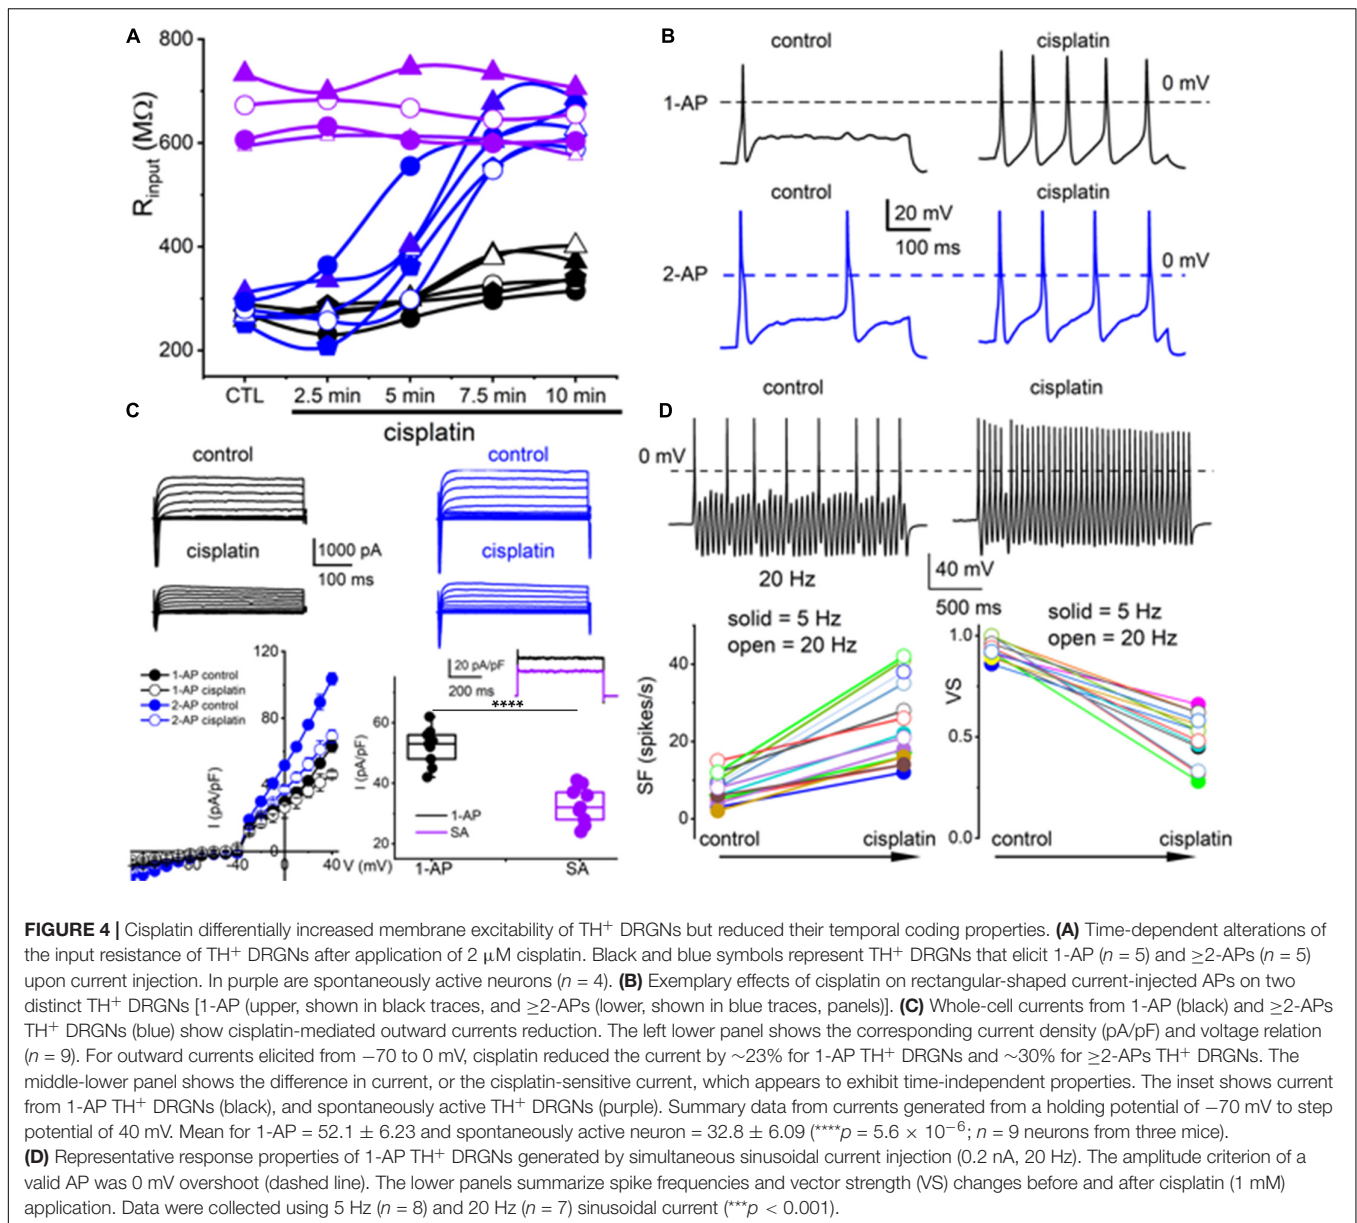 A
800
600
400
200
R_input (MΩ)
CTL
2.5 min
5 min
7.5 min
10 min
cisplatin
B
control
cisplatin
1-AP
0 mV
control
cisplatin
20 mV
100 ms
2-AP
0 mV
C
control
control
cisplatin
cisplatin
1000 pA
100 ms
1-AP control
1-AP cisplatin
2-AP control
2-AP cisplatin
120
80
0
I (pA/pF)
-40
0
40
V (mV)
20 pA/pF
200 ms
****
60
40
20
I (pA/pF)
1-AP
SA
1-AP
SA
D
control
cisplatin
0 mV
20 Hz
40 mV
500 ms
solid = 5 Hz
open = 20 Hz
40
20
0
SF (spikes/s)
control
cisplatin
solid = 5 Hz
open = 20 Hz
1.0
0.5
0.0
VS
control
cisplatin
FIGURE 4 | Cisplatin differentially increased membrane excitability of TH+ DRGNs but reduced their temporal coding properties. (A) Time-dependent alterations of
the input resistance of TH+ DRGNs after application of 2 μM cisplatin. Black and blue symbols represent TH+ DRGNs that elicit 1-AP (n = 5) and ≥2-APs (n = 5)
upon current injection. In purple are spontaneously active neurons (n = 4). (B) Exemplary effects of cisplatin on rectangular-shaped current-injected APs on two
distinct TH+ DRGNs [1-AP (upper, shown in black traces, and ≥2-APs (lower, shown in blue traces, panels)]. (C) Whole-cell currents from 1-AP (black) and ≥2-APs
TH+ DRGNs (blue) show cisplatin-mediated outward currents reduction. The left lower panel shows the corresponding current density (pA/pF) and voltage relation
(n = 9). For outward currents elicited from −70 to 0 mV, cisplatin reduced the current by ~23% for 1-AP TH+ DRGNs and ~30% for ≥2-APs TH+ DRGNs. The
middle-lower panel shows the difference in current, or the cisplatin-sensitive current, which appears to exhibit time-independent properties. The inset shows current
from 1-AP TH+ DRGNs (black), and spontaneously active TH+ DRGNs (purple). Summary data from currents generated from a holding potential of −70 mV to step
potential of 40 mV. Mean for 1-AP = 52.1 ± 6.23 and spontaneously active neuron = 32.8 ± 6.09 (****p = 5.6 × 10−6; n = 9 neurons from three mice).
(D) Representative response properties of 1-AP TH+ DRGNs generated by simultaneous sinusoidal current injection (0.2 nA, 20 Hz). The amplitude criterion of a
valid AP was 0 mV overshoot (dashed line). The lower panels summarize spike frequencies and vector strength (VS) changes before and after cisplatin (1 mM)
application. Data were collected using 5 Hz (n = 8) and 20 Hz (n = 7) sinusoidal current (***p < 0.001).